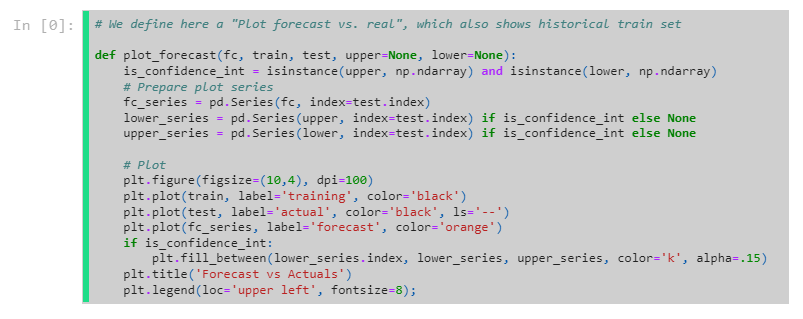 In [0]:
# We define here a "Plot forecast vs. real", which also shows historical train set

def plot_forecast(fc, train, test, upper=None, lower=None):
    is_confidence_int = isinstance(upper, np.ndarray) and isinstance(lower, np.ndarray)
    # Prepare plot series
    fc_series = pd.Series(fc, index=test.index)
    lower_series = pd.Series(upper, index=test.index) if is_confidence_int else None
    upper_series = pd.Series(lower, index=test.index) if is_confidence_int else None

    # Plot
    plt.figure(figsize=(10,4), dpi=100)
    plt.plot(train, label='training', color='black')
    plt.plot(test, label='actual', color='black', ls='--')
    plt.plot(fc_series, label='forecast', color='orange')
    if is_confidence_int:
        plt.fill_between(lower_series.index, lower_series, upper_series, color='k', alpha=.15)
    plt.title('Forecast vs Actuals')
    plt.legend(loc='upper left', fontsize=8);